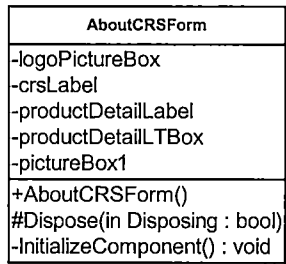 AboutCRSForm
-logoPictureBox
-crsLabel
-productDetailLabel
-productDetailLTBox
-pictureBox1
+AboutCRSForm()
#Dispose(in Disposing : bool)
-InitializeComponent() : void